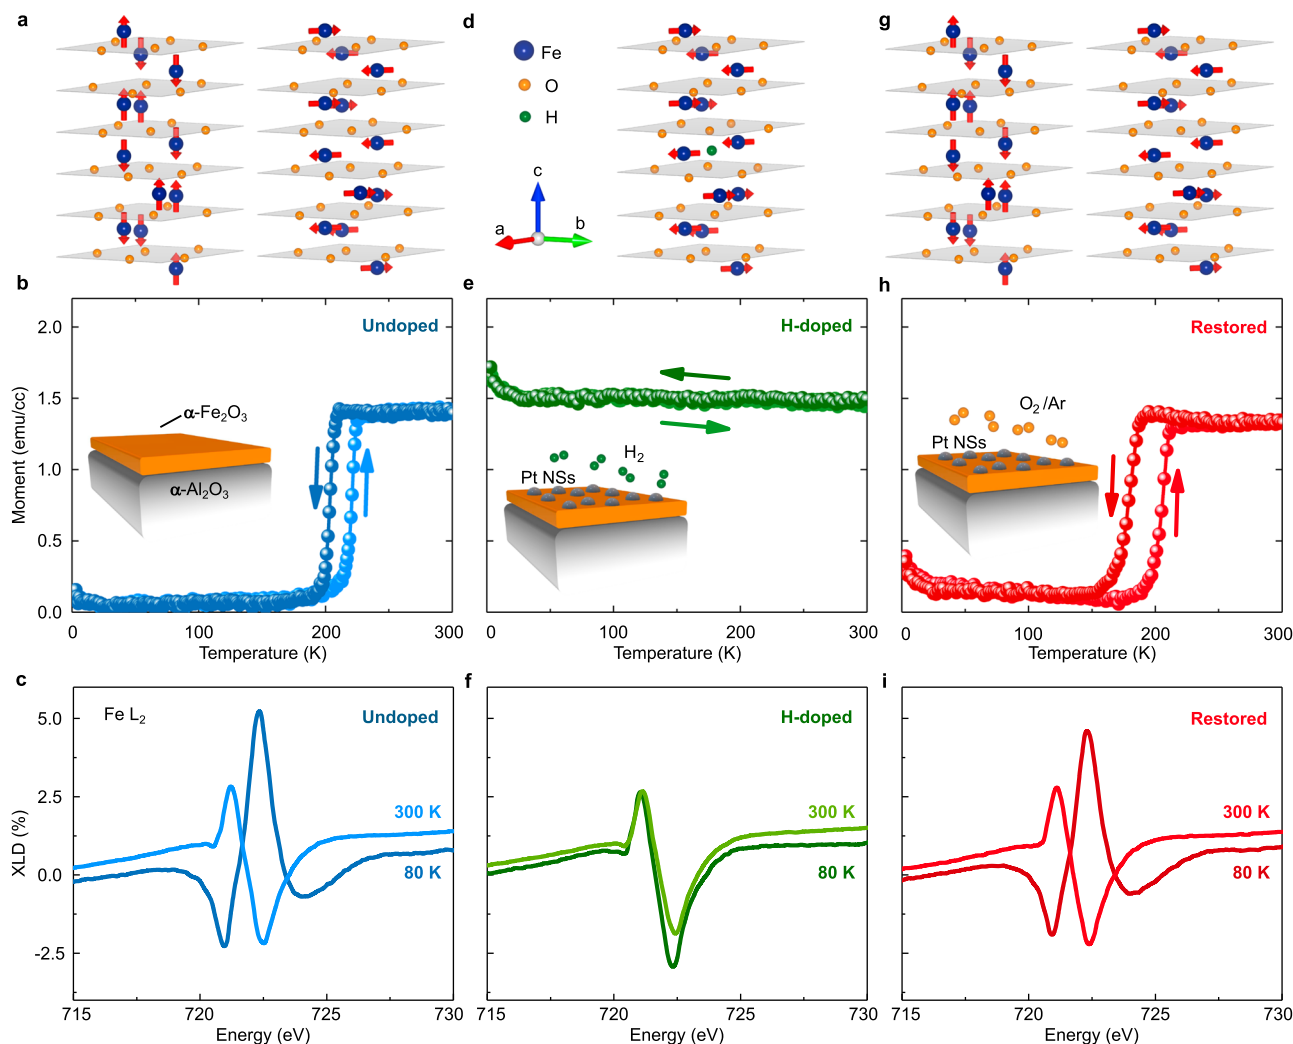 a
d
Fe
O
H
c
a
b
g
b
Undoped
2.0
1.5
1.0
0.5
0.0
Moment (emu/cc)
α-Fe2O3
α-Al2O3
0
100
200
300
Temperature (K)
e
H-doped
H2
Pt NSs
0
100
200
300
Temperature (K)
h
Restored
O2/Ar
Pt NSs
0
100
200
300
Temperature (K)
c
Fe L2
Undoped
5.0
2.5
0.0
-2.5
XLD (%)
300 K
80 K
715
720
725
730
Energy (eV)
f
H-doped
300 K
80 K
715
720
725
730
Energy (eV)
i
Restored
300 K
80 K
715
720
725
730
Energy (eV)